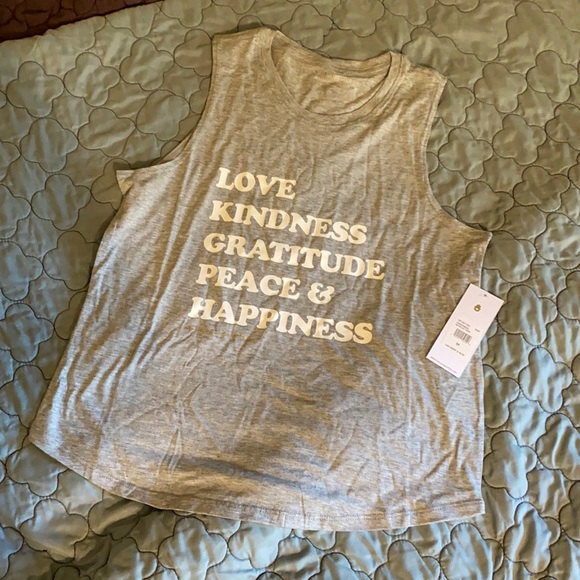 LOVE
KINDNESS
GRATITUDE
PEACE &
HAPPINESS